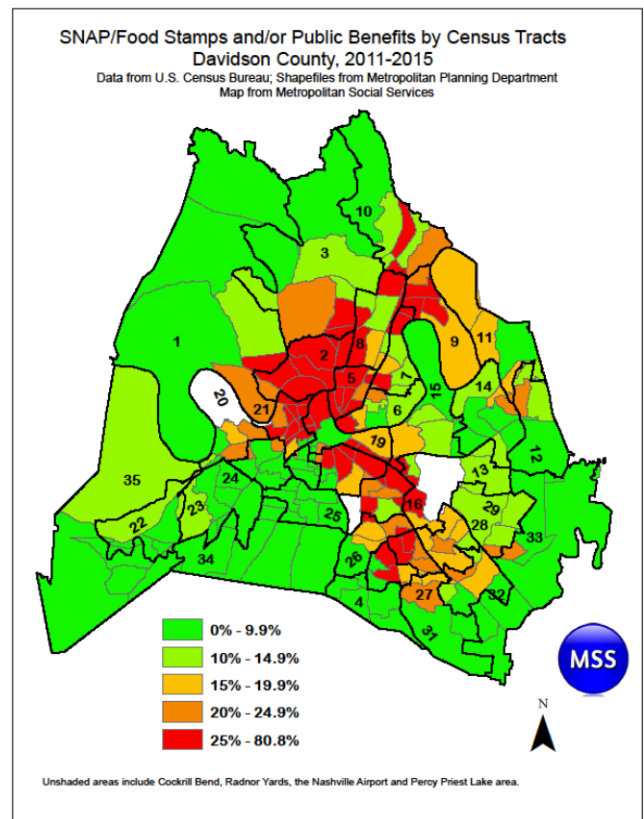 SNAP/Food Stamps and/or Public Benefits by Census Tracts
Davidson County, 2011-2015
Data from U.S. Census Bureau; Shapefiles from Metropolitan Planning Department
Map from Metropolitan Social Services
10
3
1
2
8
9
11
5
7
15
14
20
21
6
19
12
35
24
13
16
22
23
25
29
28
33
34
26
27
32
4
31
0% - 9.9%
10% - 14.9%
15% - 19.9%
20% - 24.9%
25% - 80.8%
MSS
N
Unshaded areas include Cockrill Bend, Radnor Yards, the Nashville Airport and Percy Priest Lake area.